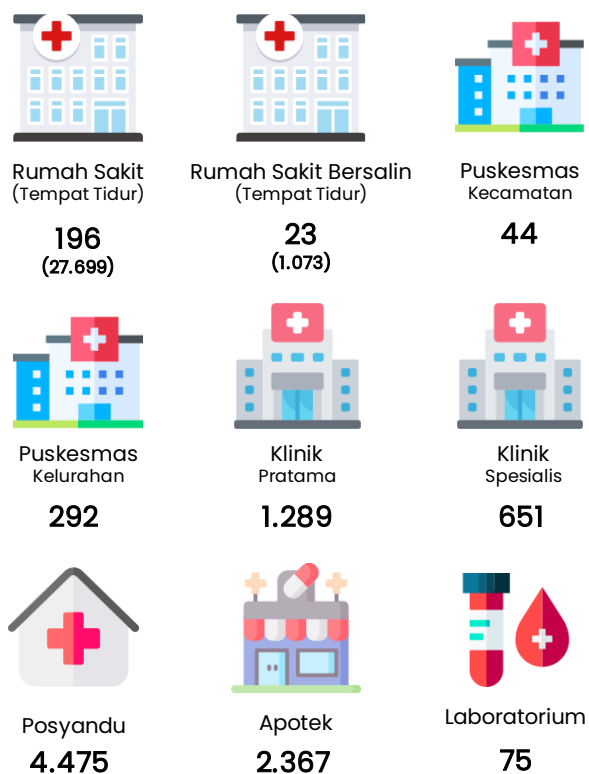 Rumah Sakit
(Tempat Tidur)
196
(27.699)
Rumah Sakit Bersalin
(Tempat Tidur)
23
(1.073)
Puskesmas
Kecamatan
44
Puskesmas
Kelurahan
292
Klinik
Pratama
1.289
Klinik
Spesialis
651
Posyandu
4.475
Apotek
2.367
Laboratorium
75